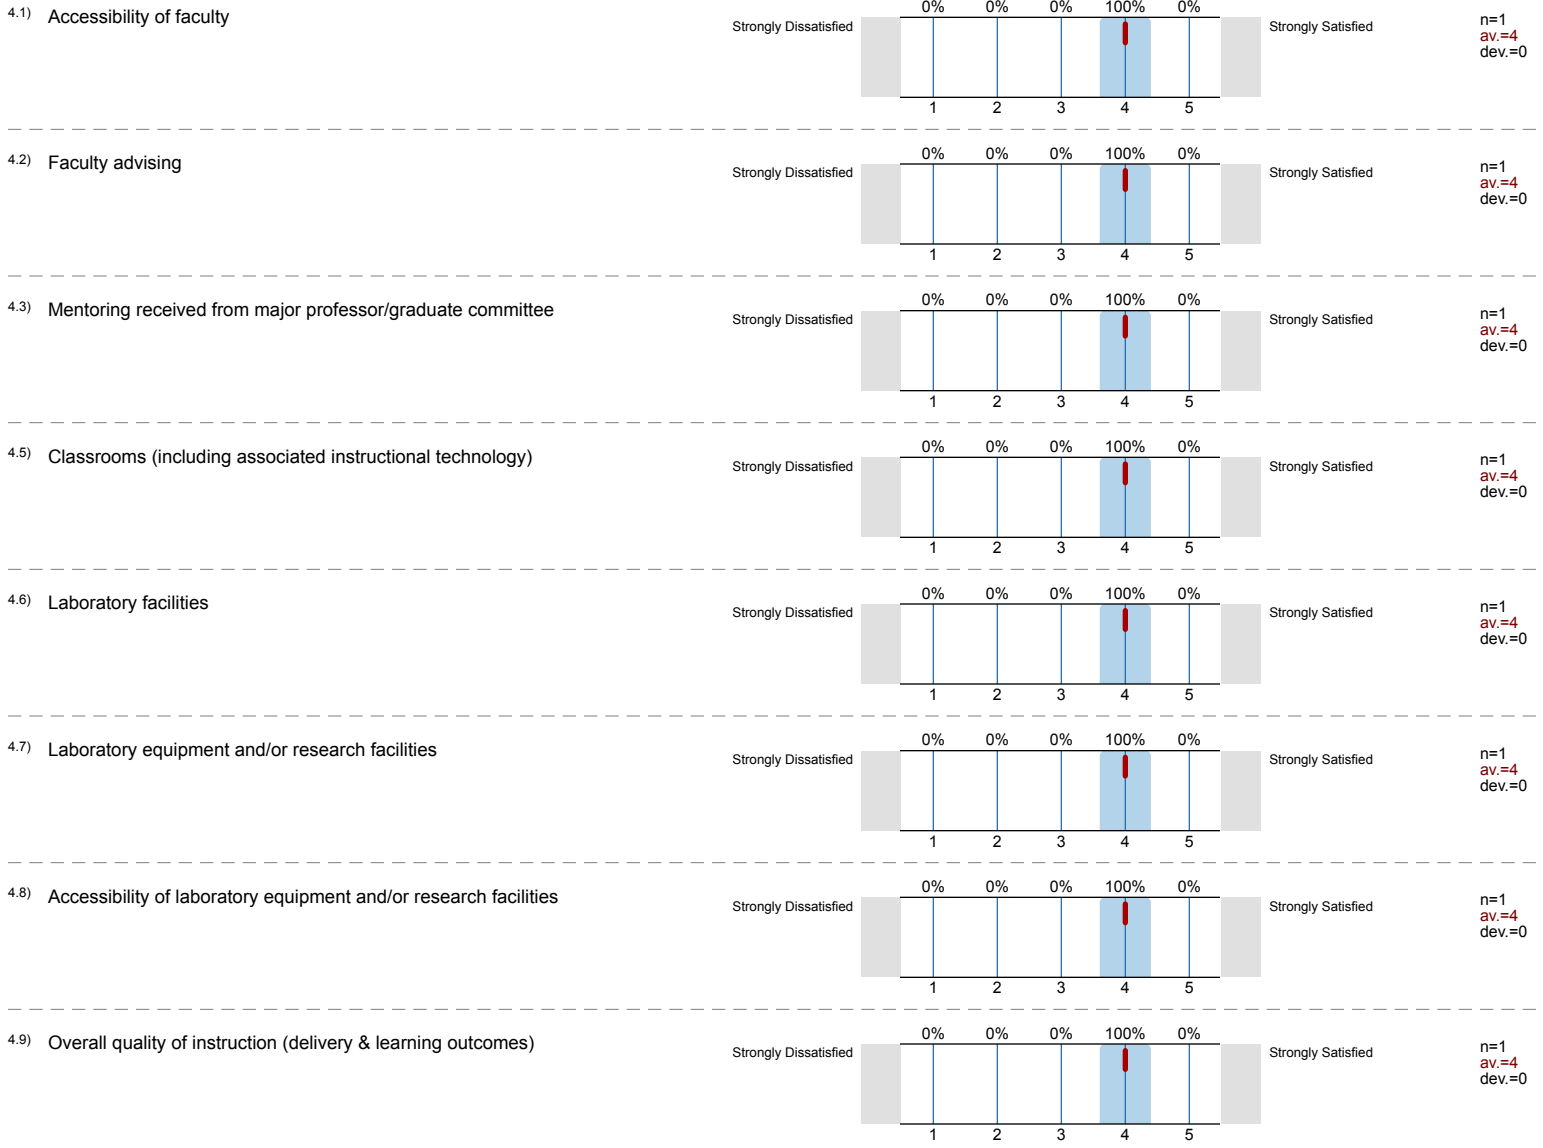 4.1) Accessibility of faculty
0% 0% 0% 100% 0%
Strongly Dissatisfied Strongly Satisfied
n=1
av.=4
dev.=0
1 2 3 4 5
4.2) Faculty advising
0% 0% 0% 100% 0%
Strongly Dissatisfied Strongly Satisfied
n=1
av.=4
dev.=0
1 2 3 4 5
4.3) Mentoring received from major professor/graduate committee
0% 0% 0% 100% 0%
Strongly Dissatisfied Strongly Satisfied
n=1
av.=4
dev.=0
1 2 3 4 5
4.5) Classrooms (including associated instructional technology)
0% 0% 0% 100% 0%
Strongly Dissatisfied Strongly Satisfied
n=1
av.=4
dev.=0
1 2 3 4 5
4.6) Laboratory facilities
0% 0% 0% 100% 0%
Strongly Dissatisfied Strongly Satisfied
n=1
av.=4
dev.=0
1 2 3 4 5
4.7) Laboratory equipment and/or research facilities
0% 0% 0% 100% 0%
Strongly Dissatisfied Strongly Satisfied
n=1
av.=4
dev.=0
1 2 3 4 5
4.8) Accessibility of laboratory equipment and/or research facilities
0% 0% 0% 100% 0%
Strongly Dissatisfied Strongly Satisfied
n=1
av.=4
dev.=0
1 2 3 4 5
4.9) Overall quality of instruction (delivery & learning outcomes)
0% 0% 0% 100% 0%
Strongly Dissatisfied Strongly Satisfied
n=1
av.=4
dev.=0
1 2 3 4 5